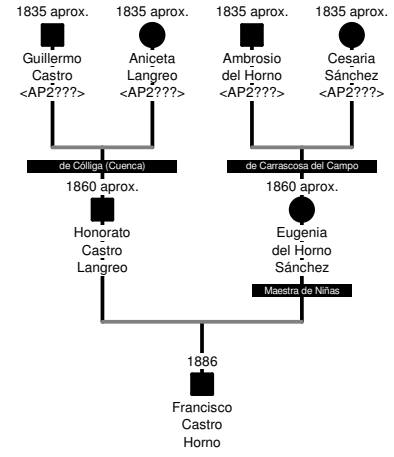 1835 aprox.
1835 aprox.
1835 aprox.
1835 aprox.
Guillermo
Castro
<AP2???>
Aniceta
Langreo
<AP2???>
Ambrosio
del Horno
<AP2???>
Cesaria
Sánchez
<AP2???>
de Cólliga (Cuenca)
de Carrascosa del Campo
1860 aprox.
1860 aprox.
Honorato
Castro
Langreo
Eugenia
del Horno
Sánchez
Maestra de Niñas
1886
Francisco
Castro
Horno